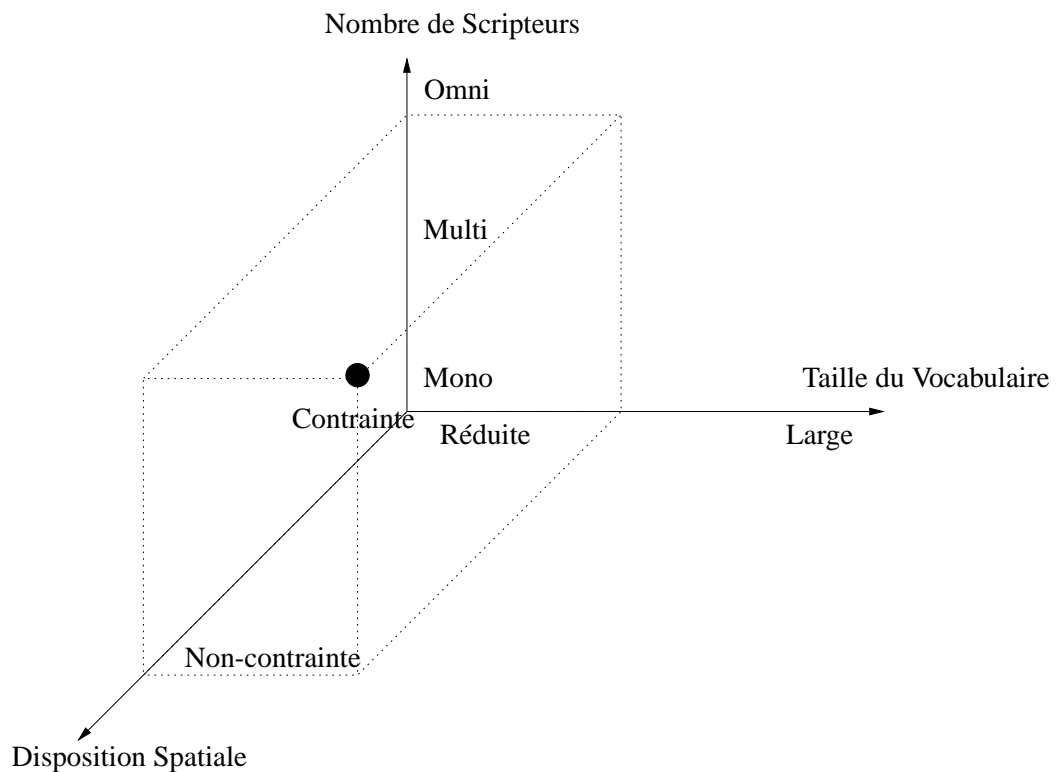 Nombre de Scripteurs
Omni
Multi
Mono
Taille du Vocabulaire
Contrainte
Réduite
Large
Non-contrainte
Disposition Spatiale